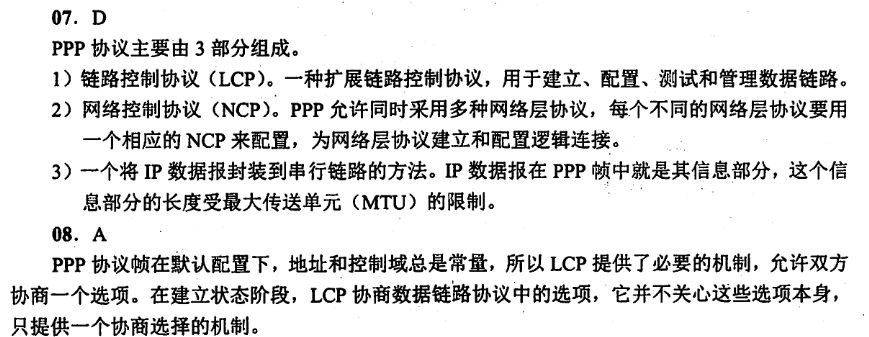 07．D
PPP 协议主要由 3 部分组成。
1）链路控制协议（LCP）。一种扩展链路控制协议，用于建立、配置、测试和管理数据链路。
2）网络控制协议（NCP）。PPP 允许同时采用多种网络层协议，每个不同的网络层协议要用
一个相应的 NCP 来配置，为网络层协议建立和配置逻辑连接。
3）一个将 IP 数据报封装到串行链路的方法。IP 数据报在 PPP 帧中就是其信息部分，这个信
息部分的长度受最大传送单元（MTU）的限制。
08．A
PPP 协议帧在默认配置下，地址和控制域总是常量，所以 LCP 提供了必要的机制，允许双方
协商一个选项。在建立状态阶段，LCP 协商数据链路协议中的选项，它并不关心这些选项本身，
只提供一个协商选择的机制。